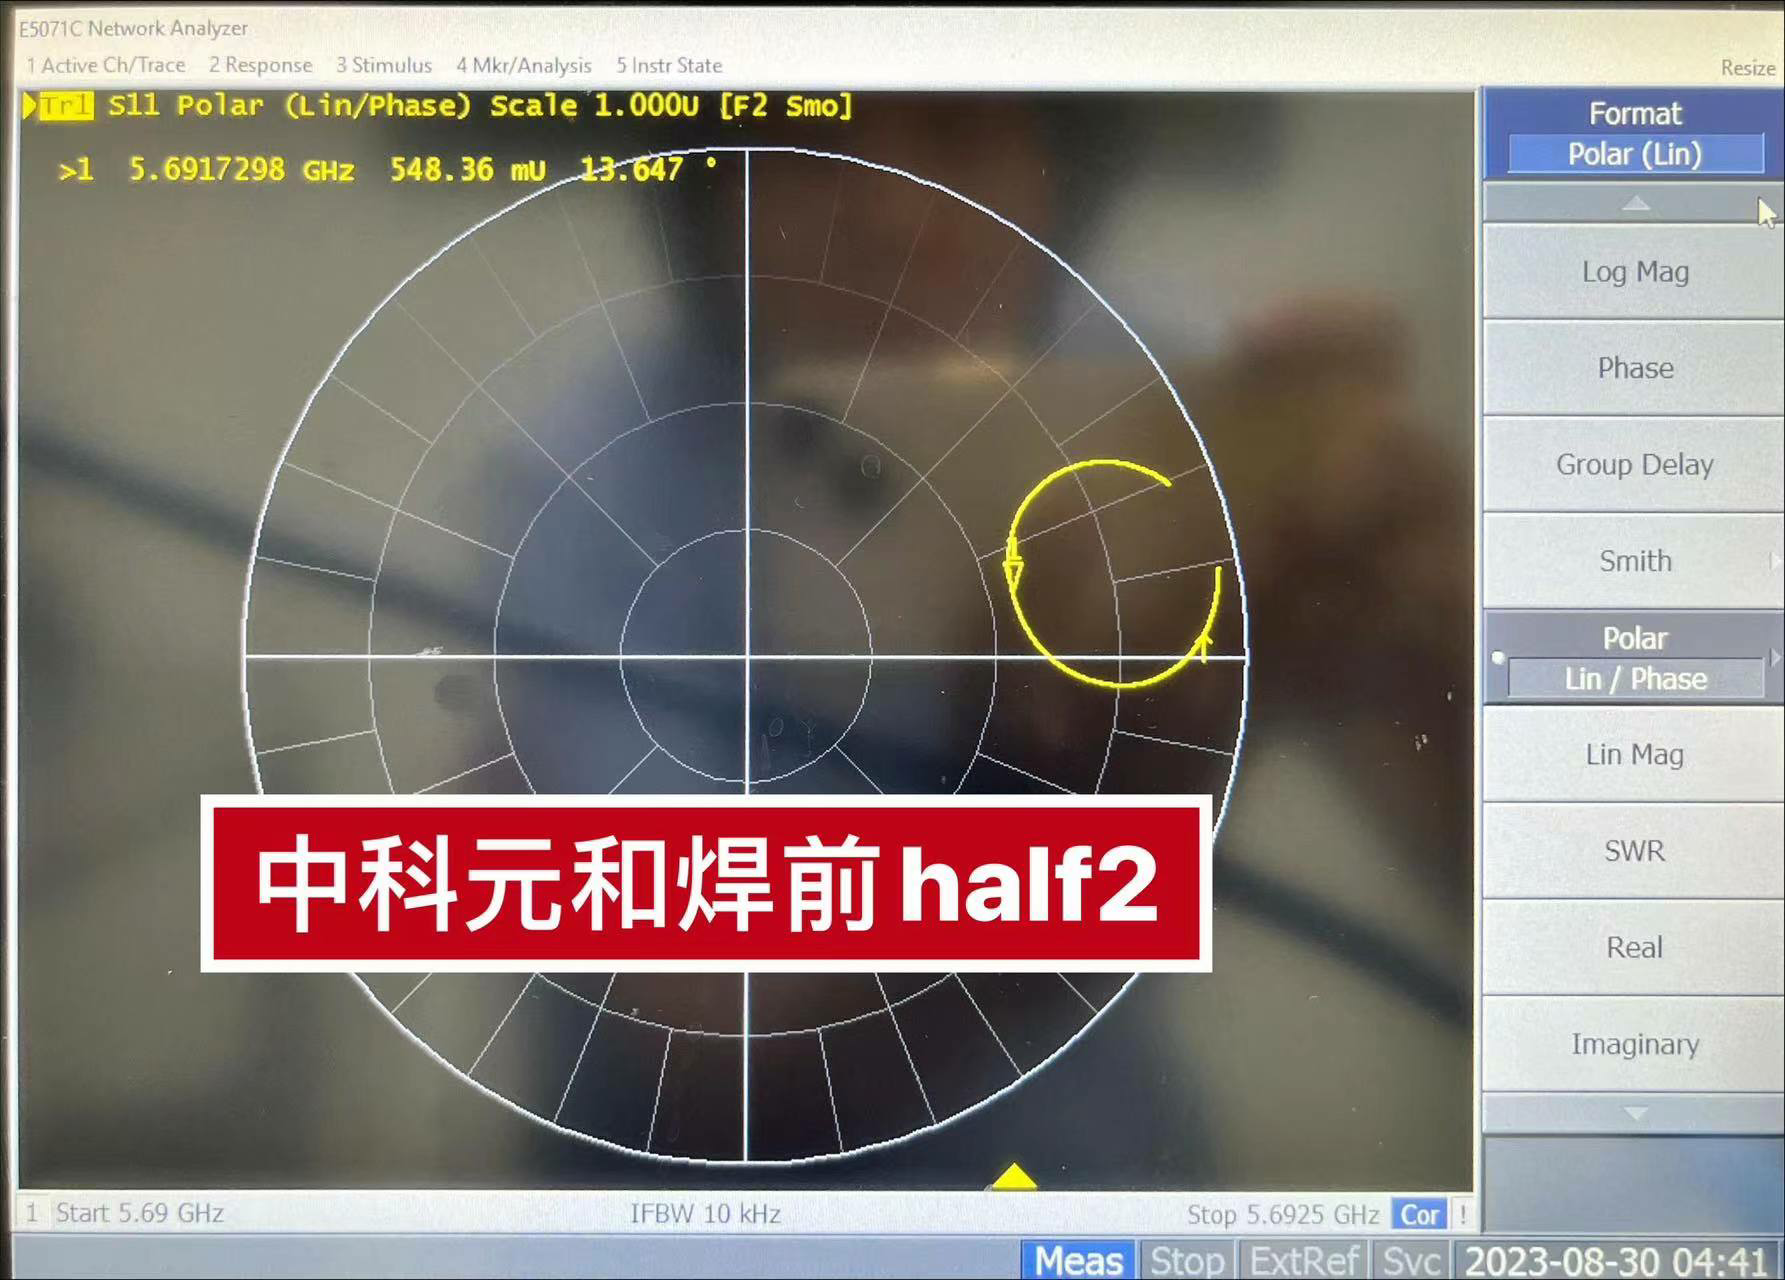 E5071C Network Analyzer
1 Active Ch/Trace 2 Response 3 Stimulus 4 Mkr/Analysis 5 Instr State
Resize
Tr1 S11 Polar (Lin/Phase) Scale 1.000U [F2 Smo]
>1 5.6917298 GHz 548.36 mU 13.647 °
Format
Polar (Lin)
Log Mag
Phase
Group Delay
Smith
Polar
Lin / Phase
Lin Mag
SWR
Real
Imaginary
中科元和焊前half2
1 Start 5.69 GHz
IFBW 10 kHz
Stop 5.6925 GHz Cor !
Meas Stop ExtRef Svc 2023-08-30 04:41